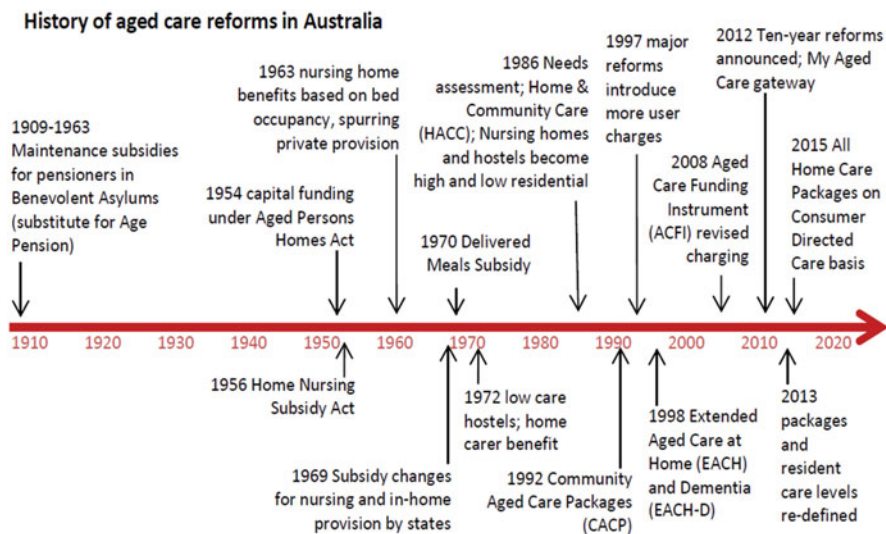 History of aged care reforms in Australia
1909-1963
Maintenance subsidies
for pensioners in
Benevolent Asylums
(substitute for Age
Pension)
1963 nursing home
benefits based on bed
occupancy, spurring
private provision
1954 capital funding
under Aged Persons
Homes Act
1986 Needs
assessment; Home &
Community Care
(HACC); Nursing homes
and hostels become
high and low residential
1970 Delivered
Meals Subsidy
1997 major
reforms
introduce
more user
charges
2008 Aged
Care Funding
Instrument
(ACFI) revised
charging
2012 Ten-year reforms
announced; My Aged
Care gateway
2015 All
Home Care
Packages on
Consumer
Directed
Care basis
1910 1920 1930 1940 1950 1960 1970 1980 1990 2000 2010 2020
1956 Home Nursing
Subsidy Act
1969 Subsidy changes
for nursing and in-home
provision by states
1972 low care
hostels; home
carer benefit
1992 Community
Aged Care Packages
(CACP)
1998 Extended
Aged Care at
Home (EACH)
and Dementia
(EACH-D)
2013
packages
and
resident
care levels
re-defined